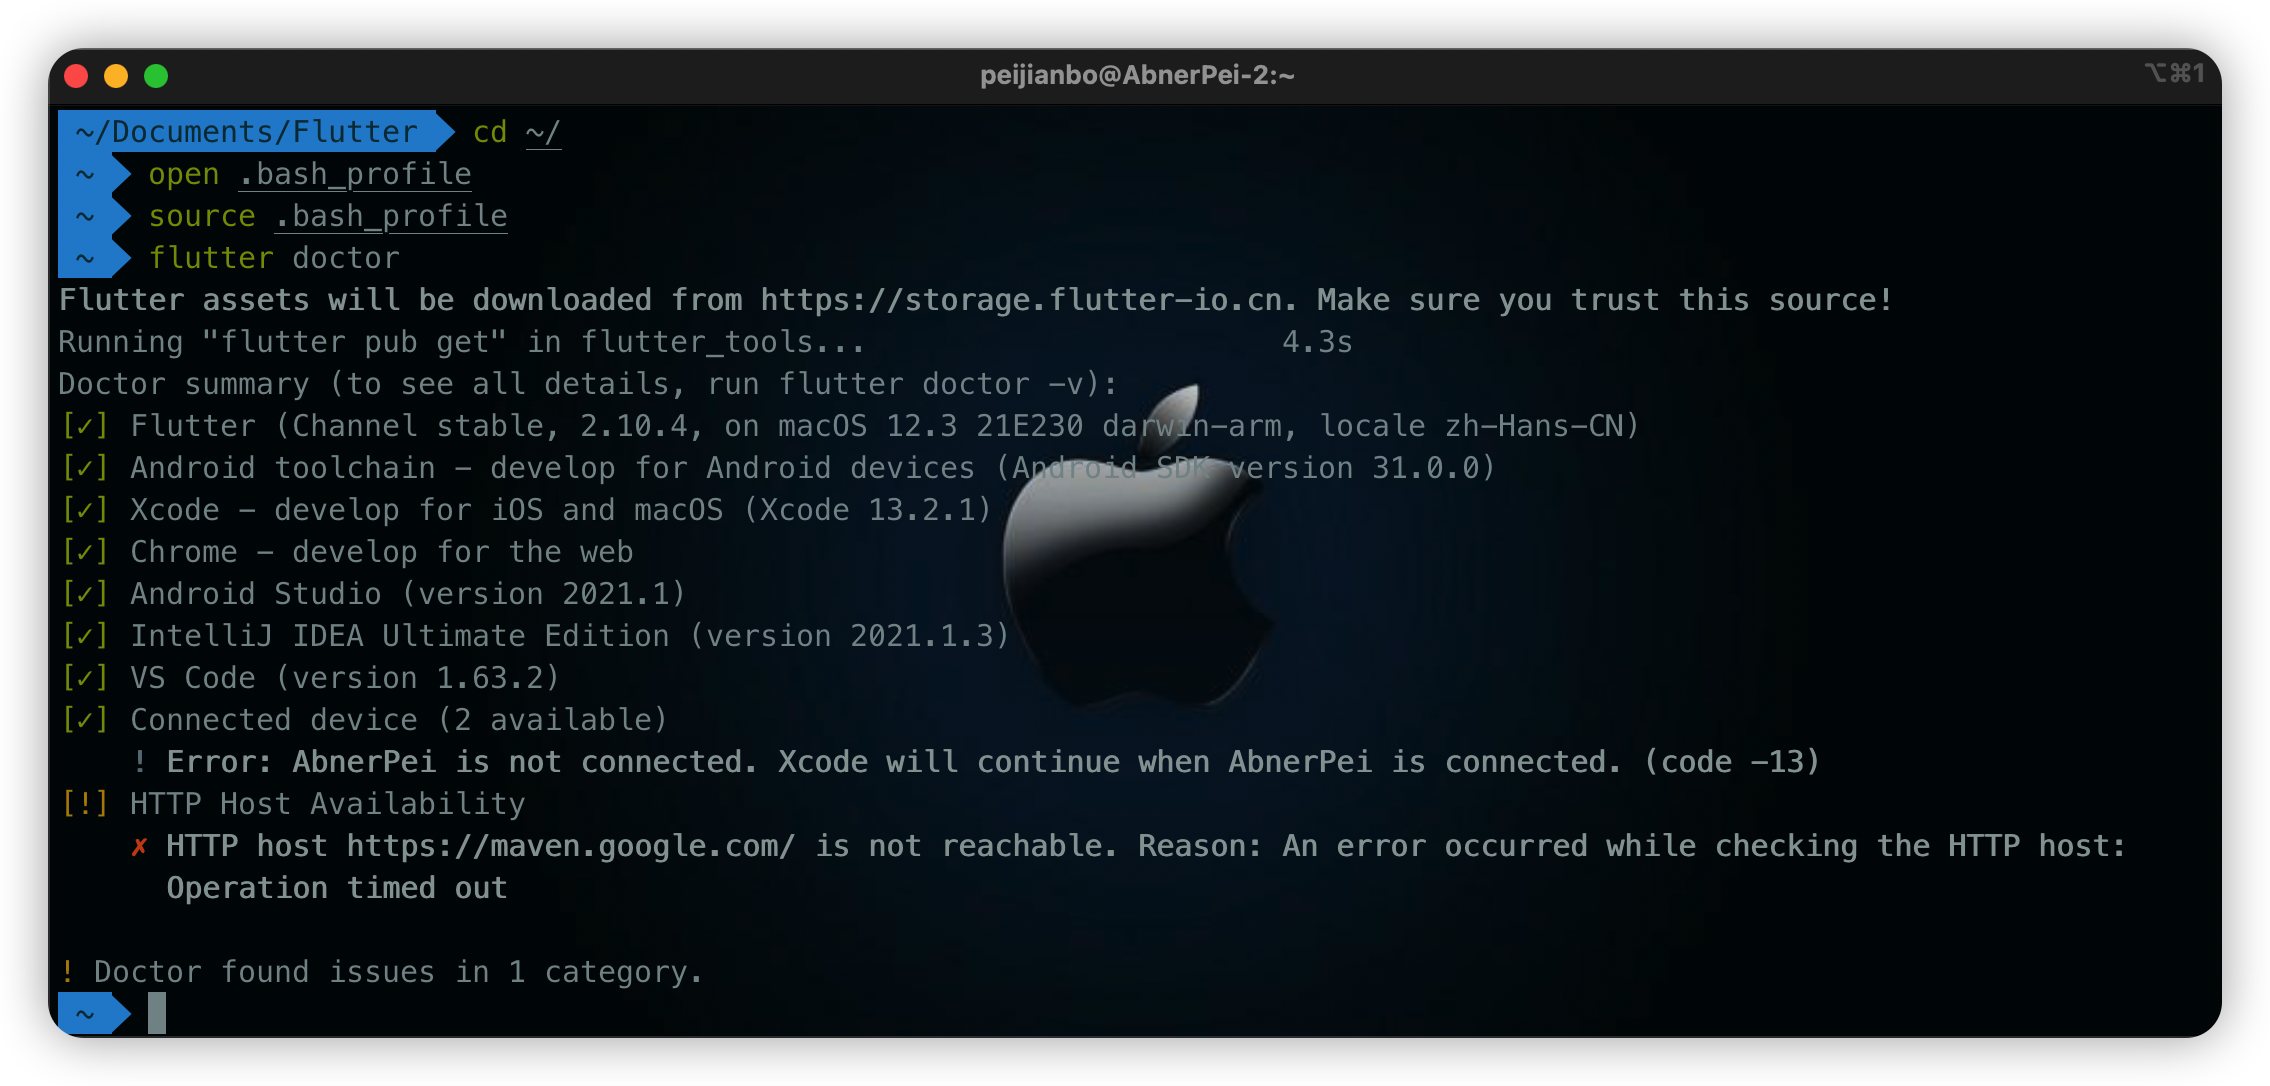 peijianbo@AbnerPei-2:~ ⌥⌘1
~/Documents/Flutter cd ~/
~ open .bash_profile
~ source .bash_profile
~ flutter doctor
Flutter assets will be downloaded from https://storage.flutter-io.cn. Make sure you trust this source!
Running "flutter pub get" in flutter_tools... 4.3s
Doctor summary (to see all details, run flutter doctor -v):
[✓] Flutter (Channel stable, 2.10.4, on macOS 12.3 21E230 darwin-arm, locale zh-Hans-CN)
[✓] Android toolchain - develop for Android devices (Android SDK version 31.0.0)
[✓] Xcode - develop for iOS and macOS (Xcode 13.2.1)
[✓] Chrome - develop for the web
[✓] Android Studio (version 2021.1)
[✓] IntelliJ IDEA Ultimate Edition (version 2021.1.3)
[✓] VS Code (version 1.63.2)
[✓] Connected device (2 available)
! Error: AbnerPei is not connected. Xcode will continue when AbnerPei is connected. (code -13)
[!] HTTP Host Availability
✗ HTTP host https://maven.google.com/ is not reachable. Reason: An error occurred while checking the HTTP host:
Operation timed out
! Doctor found issues in 1 category.
~